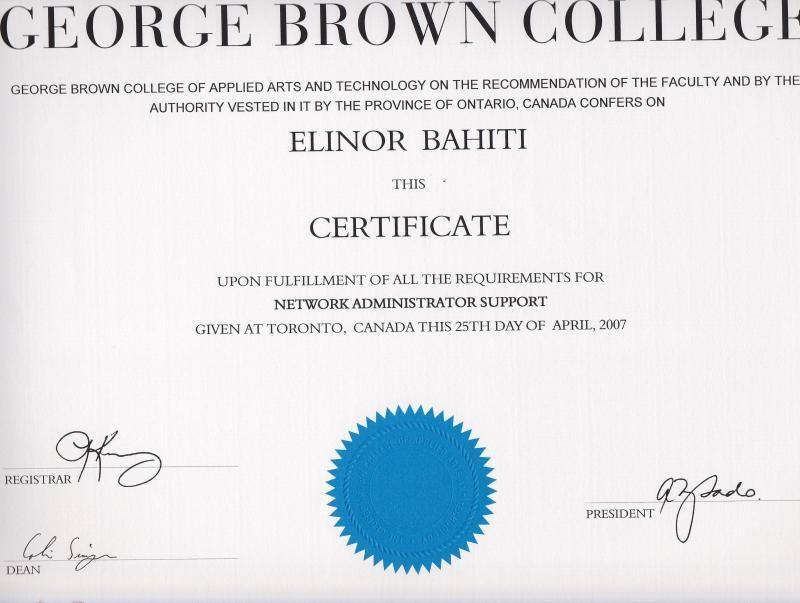 GEORGE BROWN COLLEGE
GEORGE BROWN COLLEGE OF APPLIED ARTS AND TECHNOLOGY ON THE RECOMMENDATION OF THE FACULTY AND BY THE
AUTHORITY VESTED IN IT BY THE PROVINCE OF ONTARIO, CANADA CONFERS ON
ELINOR BAHITI
THIS
CERTIFICATE
UPON FULFILLMENT OF ALL THE REQUIREMENTS FOR
NETWORK ADMINISTRATOR SUPPORT
GIVEN AT TORONTO, CANADA THIS 25TH DAY OF APRIL, 2007
REGISTRAR
PRESIDENT
DEAN